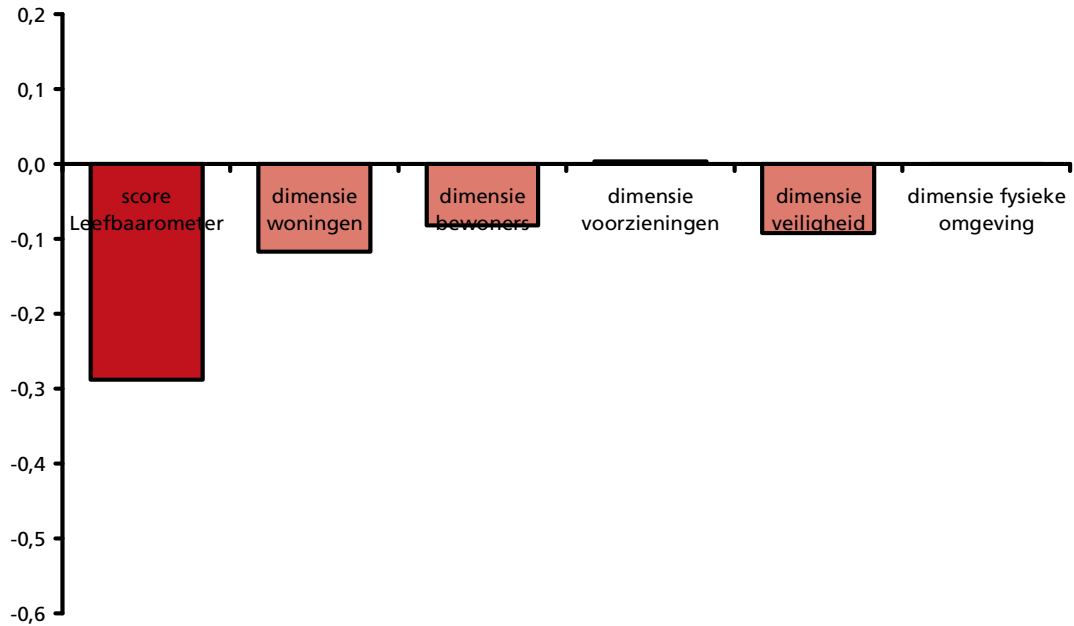 0,2
0,1
0,0
-0,1
-0,2
-0,3
-0,4
-0,5
-0,6
score
Leefbaarometer
dimensie
woningen
dimensie
bewoners
dimensie
voorzieningen
dimensie
veiligheid
dimensie fysieke
omgeving